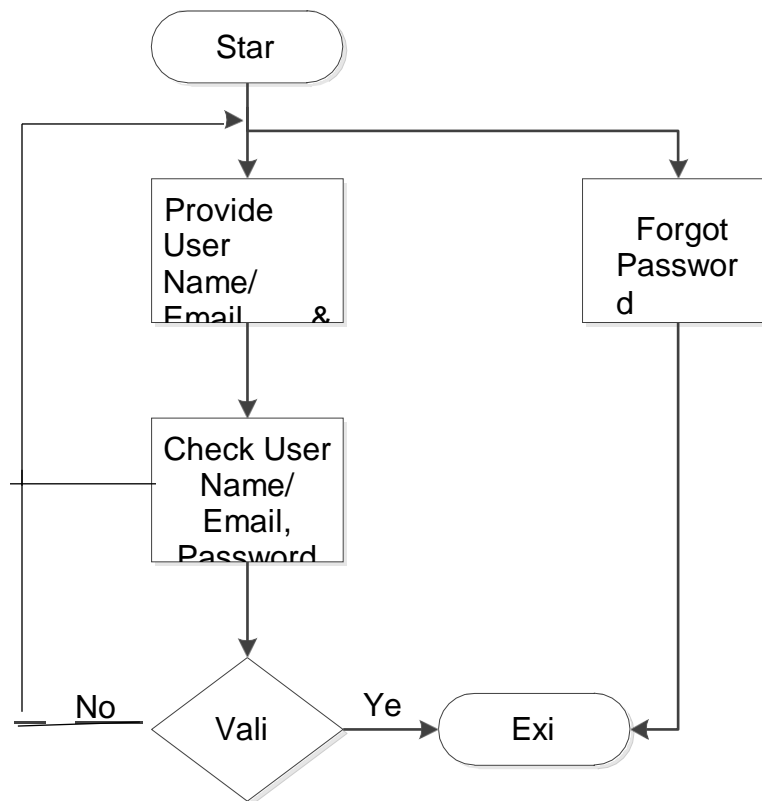 Star
Provide
User
Name/
Email &
Forgot
Passwor
d
Check User
Name/
Email,
Password
No
Vali
Ye
Exi